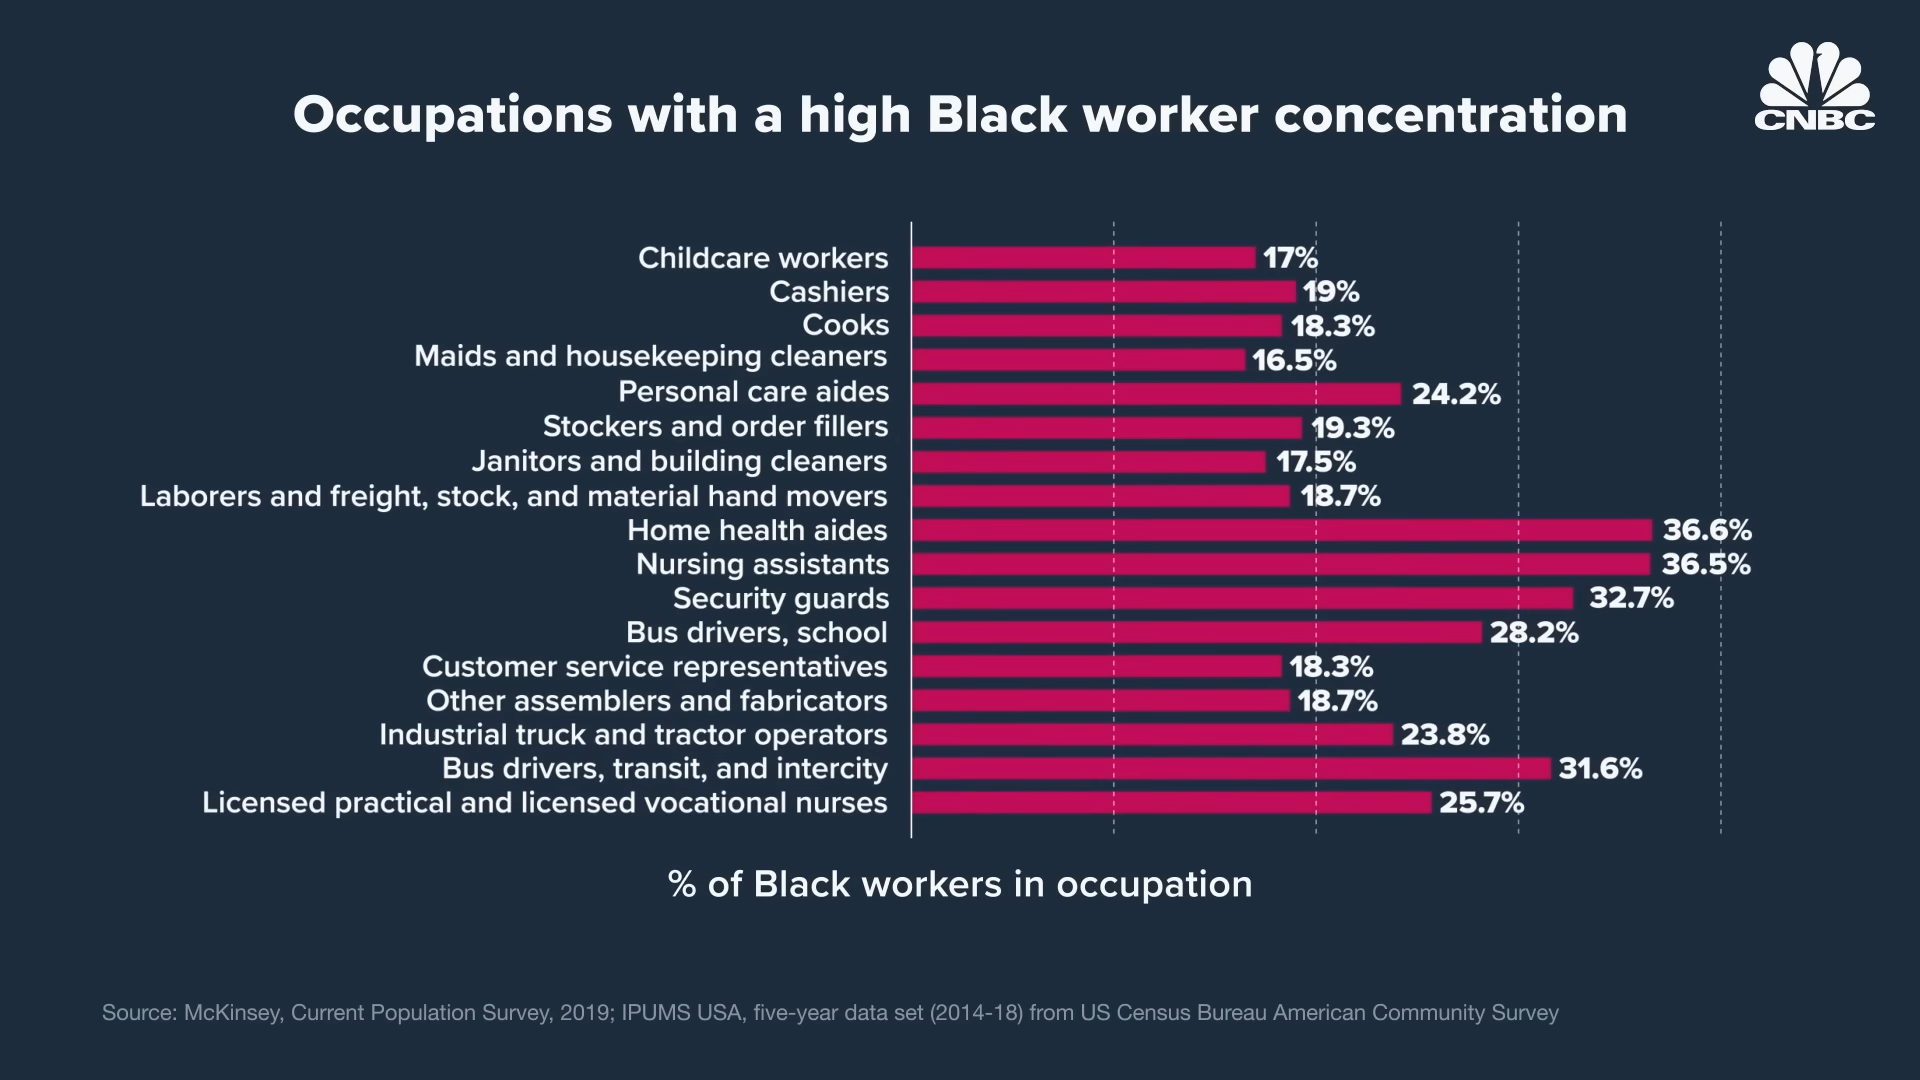 Occupations with a high Black worker concentration
CNBC
Childcare workers 17%
Cashiers 19%
Cooks 18.3%
Maids and housekeeping cleaners 16.5%
Personal care aides 24.2%
Stockers and order fillers 19.3%
Janitors and building cleaners 17.5%
Laborers and freight, stock, and material hand movers 18.7%
Home health aides 36.6%
Nursing assistants 36.5%
Security guards 32.7%
Bus drivers, school 28.2%
Customer service representatives 18.3%
Other assemblers and fabricators 18.7%
Industrial truck and tractor operators 23.8%
Bus drivers, transit, and intercity 31.6%
Licensed practical and licensed vocational nurses 25.7%
% of Black workers in occupation
Source: McKinsey, Current Population Survey, 2019; IPUMS USA, five-year data set (2014-18) from US Census Bureau American Community Survey